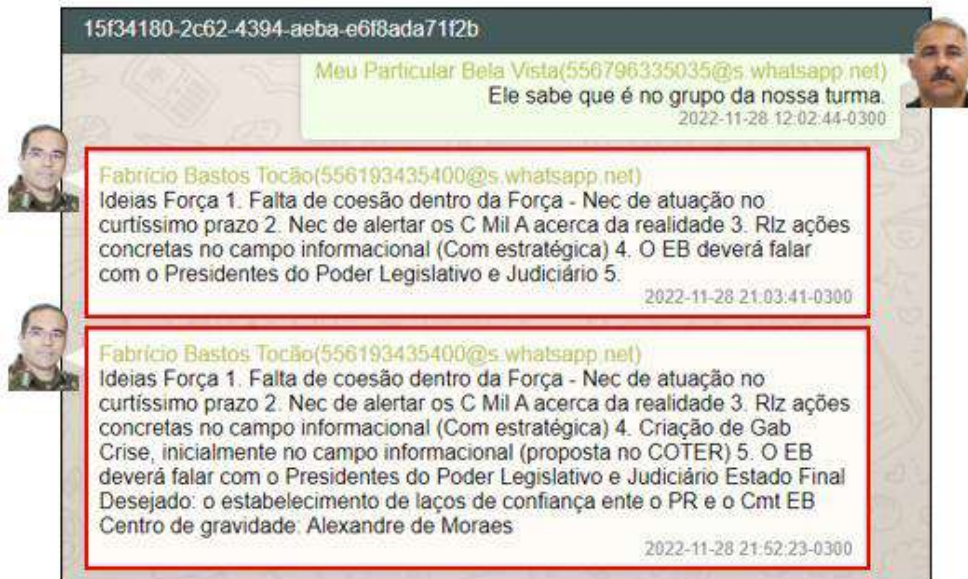 15f34180-2c62-4394-aeba-e6f8ada71f2b
Meu Particular Bela Vista(556796335035@s.whatsapp.net)
Ele sabe que é no grupo da nossa turma.
2022-11-28 12:02:44-0300
Fabrício Bastos Tocão(556193435400@s.whatsapp.net)
Ideias Força 1. Falta de coesão dentro da Força - Nec de atuação no
curtíssimo prazo 2. Nec de alertar os C Mil A acerca da realidade 3. Rlz ações
concretas no campo informacional (Com estratégica) 4. O EB deverá falar
com o Presidentes do Poder Legislativo e Judiciário 5.
2022-11-28 21:03:41-0300
Fabrício Bastos Tocão(556193435400@s.whatsapp.net)
Ideias Força 1. Falta de coesão dentro da Força - Nec de atuação no
curtíssimo prazo 2. Nec de alertar os C Mil A acerca da realidade 3. Rlz ações
concretas no campo informacional (Com estratégica) 4. Criação de Gab
Crise, inicialmente no campo informacional (proposta no COTER) 5. O EB
deverá falar com o Presidentes do Poder Legislativo e Judiciário Estado Final
Desejado: o estabelecimento de laços de confiança ente o PR e o Cmt EB
Centro de gravidade: Alexandre de Moraes
2022-11-28 21:52:23-0300